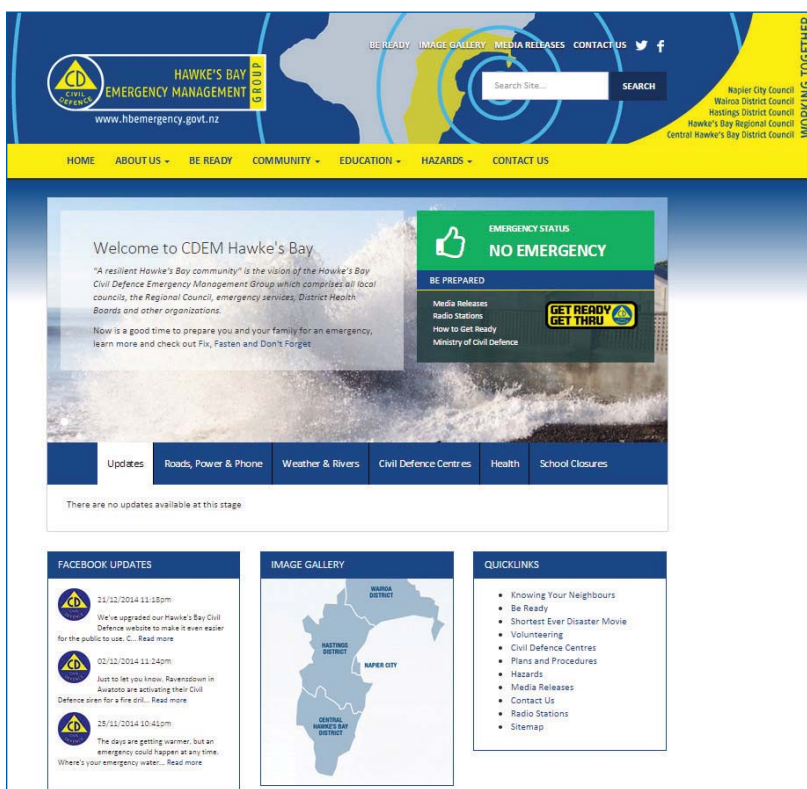 BE READY IMAGE GALLERY MEDIA RELEASES CONTACT US
CD
CIVIL
DEFENCE
HAWKE'S BAY
EMERGENCY MANAGEMENT
GROUP
www.hbemergency.govt.nz
Search Site...
SEARCH
Napier City Council
Wairoa District Council
Hastings District Council
Hawke's Bay Regional Council
Central Hawke's Bay District Council
WORKING TOGETHER
HOME ABOUT US BE READY COMMUNITY EDUCATION HAZARDS CONTACT US
Welcome to CDEM Hawke's Bay
"A resilient Hawke's Bay community" is the vision of the Hawke's Bay
Civil Defence Emergency Management Group which comprises all local
councils, the Regional Council, emergency services, District Health
Boards and other organizations.
Now is a good time to prepare you and your family for an emergency,
learn more and check out Fix, Fasten and Don't Forget
EMERGENCY STATUS
NO EMERGENCY
BE PREPARED
Media Releases
Radio Stations
How to Get Ready
Ministry of Civil Defence
GET READY
GET THRU
Updates Roads, Power & Phone Weather & Rivers Civil Defence Centres Health School Closures
There are no updates available at this stage
FACEBOOK UPDATES
CD
21/12/2014 11:18pm
We've upgraded our Hawke's Bay Civil
Defence website to make it even easier
for the public to use. C... Read more
CD
02/12/2014 11:24pm
Just to let you know, Ravensdown in
Awatoto are activating their Civil
Defence siren for a fire dril... Read more
CD
25/11/2014 10:41pm
The days are getting warmer, but an
emergency could happen at any time.
Where's your emergency water... Read more
IMAGE GALLERY
WAIROA
DISTRICT
HASTINGS
DISTRICT
NAPIER CITY
CENTRAL
HAWKE'S BAY
DISTRICT
QUICKLINKS
Knowing Your Neighbours
Be Ready
Shortest Ever Disaster Movie
Volunteering
Civil Defence Centres
Plans and Procedures
Hazards
Media Releases
Contact Us
Radio Stations
Sitemap